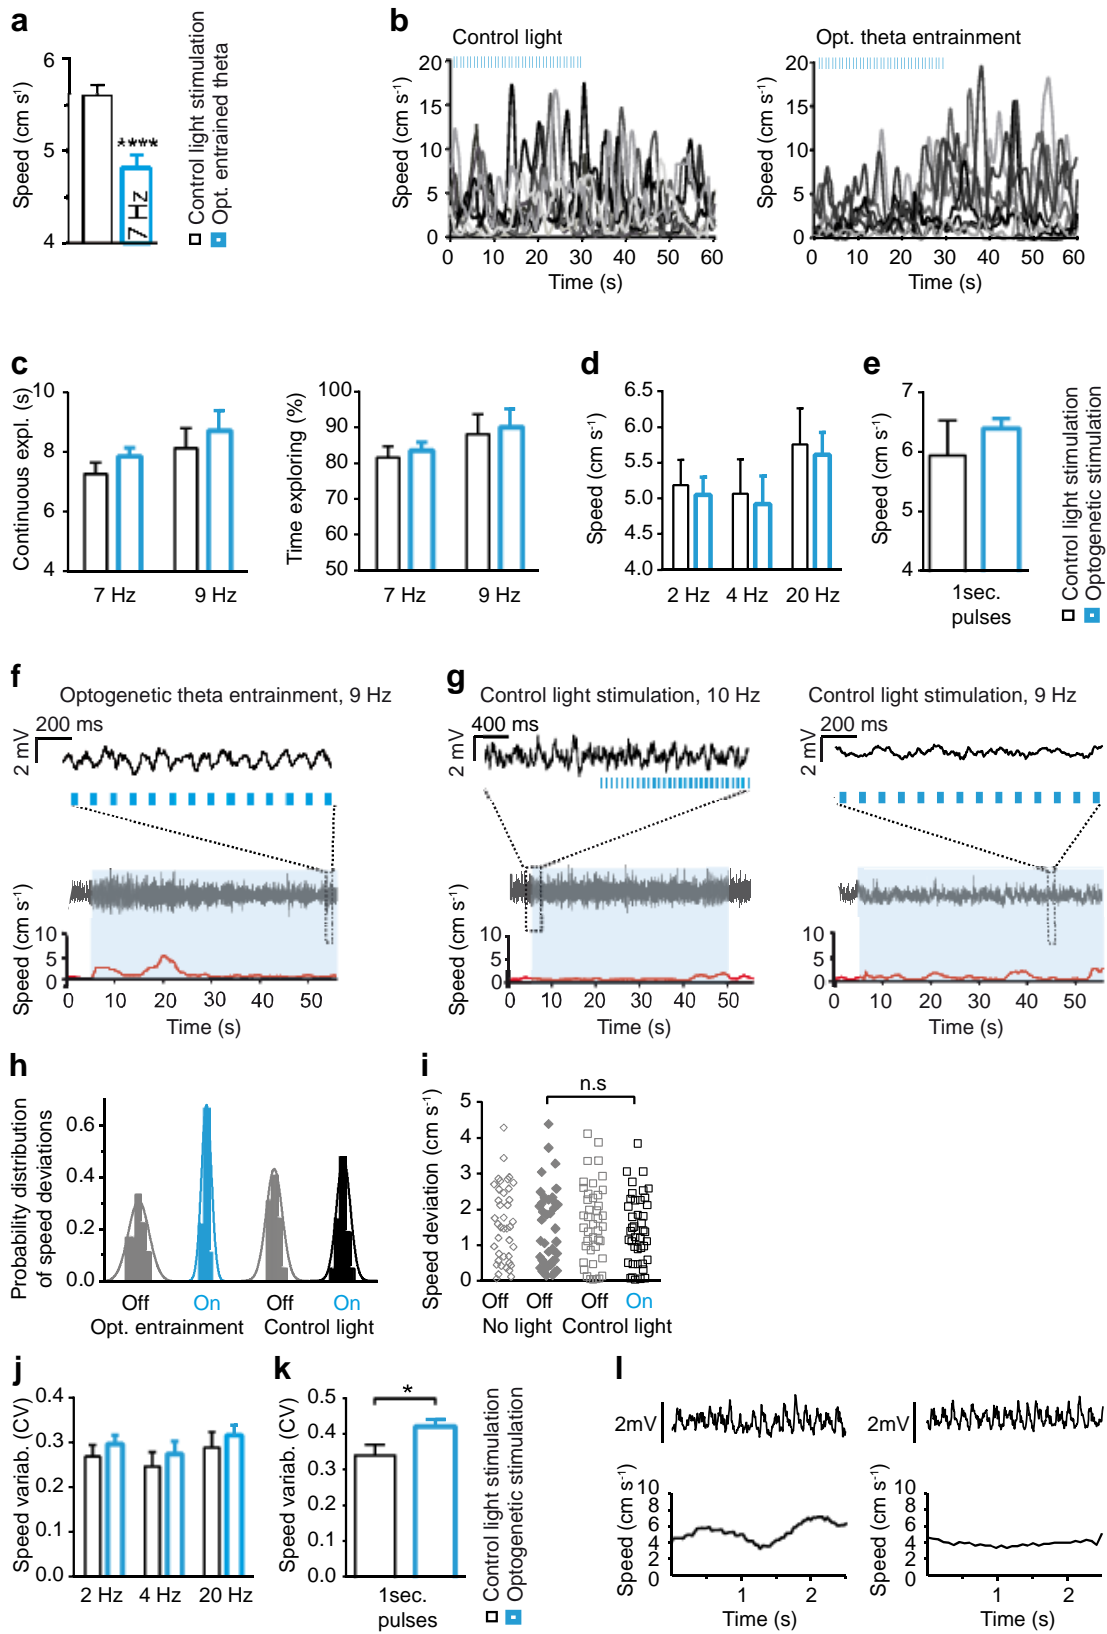 a
6
5
4
Speed (cm s⁻¹)
****
7 Hz
Control light stimulation
Opt. entrained theta
b
Control light
20
15
10
5
0
Speed (cm s⁻¹)
0 10 20 30 40 50 60
Time (s)
Opt. theta entrainment
20
15
10
5
0
Speed (cm s⁻¹)
0 10 20 30 40 50 60
Time (s)
c
10
8
6
4
Continuous expl. (s)
7 Hz 9 Hz
100
90
80
70
60
50
Time exploring (%)
7 Hz 9 Hz
d
6.5
6.0
5.5
5.0
4.5
4.0
Speed (cm s⁻¹)
2 Hz 4 Hz 20 Hz
e
7
6
5
4
Speed (cm s⁻¹)
1sec.
pulses
Control light stimulation
Optogenetic stimulation
f
Optogenetic theta entrainment, 9 Hz
200 ms
2 mV
10
5
0
Speed (cm s⁻¹)
0 10 20 30 40 50
Time (s)
g
Control light stimulation, 10 Hz
400 ms
2 mV
10
5
0
Speed (cm s⁻¹)
0 10 20 30 40 50
Time (s)
Control light stimulation, 9 Hz
200 ms
2 mV
10
5
0
Speed (cm s⁻¹)
0 10 20 30 40 50
Time (s)
h
0.6
0.4
0.2
0.0
Probability distribution
of speed deviations
Off On Off On
Opt. entrainment Control light
i
n.s
5
4
3
2
1
0
Speed deviation (cm s⁻¹)
Off Off Off On
No light Control light
j
0.4
0.3
0.2
0.1
0.0
Speed variab. (CV)
2 Hz 4 Hz 20 Hz
k
*
0.5
0.4
0.3
0.2
0.1
0.0
Speed variab. (CV)
1sec.
pulses
Control light stimulation
Optogenetic stimulation
l
2mV
10
8
6
4
2
0
Speed (cm s⁻¹)
1 2
Time (s)
2mV
10
8
6
4
2
0
Speed (cm s⁻¹)
1 2
Time (s)